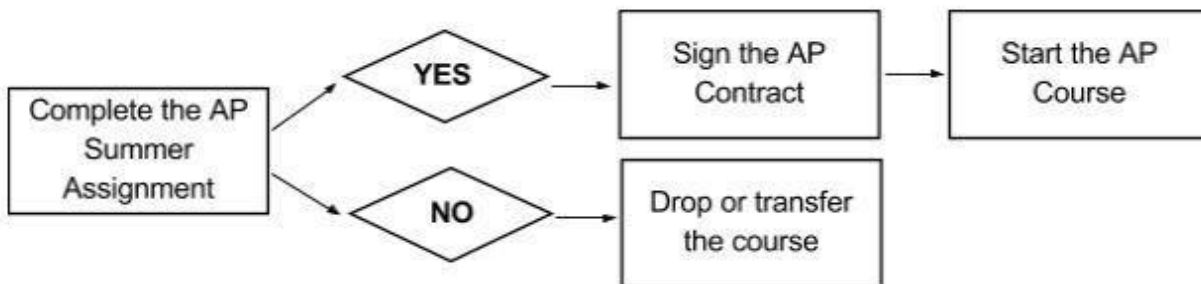 Complete the AP
Summer
Assignment
YES
Sign the AP
Contract
Start the AP
Course
NO
Drop or transfer
the course